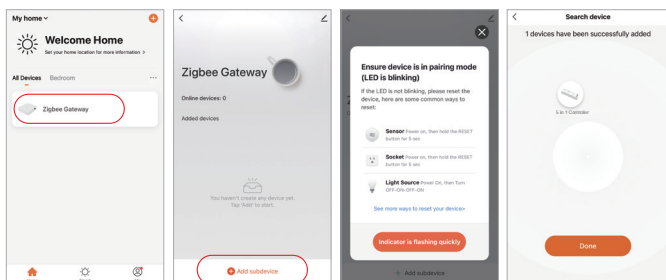 My home
Welcome Home
Set your home location for more information >
All Devices Bedroom
Zigbee Gateway
Zigbee Gateway
Online devices: 0
Added devices
You haven't create any device yet.
Tap 'Add' to start.
Add subdevice
Ensure device is in pairing mode
(LED is blinking)
If the LED is not blinking, please reset the
device, here are some common ways to
reset:
Sensor Power on, then hold the RESET
button for 5 sec
Socket Power on, then hold the RESET
button for 5 sec
Light Source Power On, then Turn
OFF-ON-OFF-ON
See more ways to reset your device>
Indicator is flashing quickly
+ Add subdevice
Search device
1 devices have been successfully added
5 in 1 Controller
Done